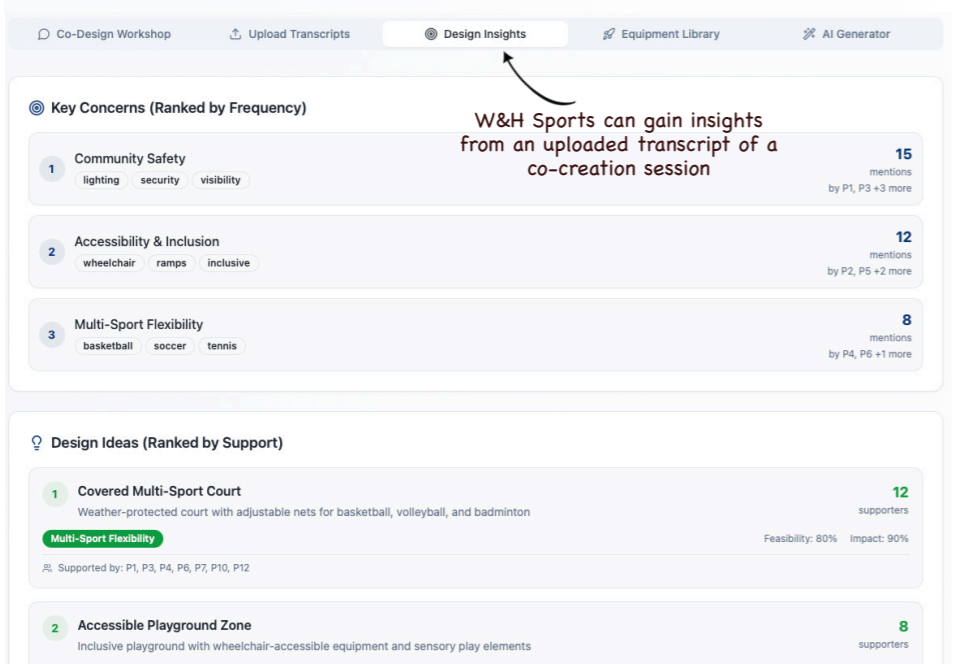 Co-Design Workshop
Upload Transcripts
Design Insights
Equipment Library
AI Generator
W&H Sports can gain insights
from an uploaded transcript of a
co-creation session
Key Concerns (Ranked by Frequency)
1
Community Safety
lighting security visibility
15
mentions
by P1, P3 +3 more
2
Accessibility & Inclusion
wheelchair ramps inclusive
12
mentions
by P2, P5 +2 more
3
Multi-Sport Flexibility
basketball soccer tennis
8
mentions
by P4, P6 +1 more
Design Ideas (Ranked by Support)
1
Covered Multi-Sport Court
Weather-protected court with adjustable nets for basketball, volleyball, and badminton
12
supporters
Multi-Sport Flexibility
Feasibility: 80% Impact: 90%
Supported by: P1, P3, P4, P6, P7, P10, P12
2
Accessible Playground Zone
Inclusive playground with wheelchair-accessible equipment and sensory play elements
8
supporters